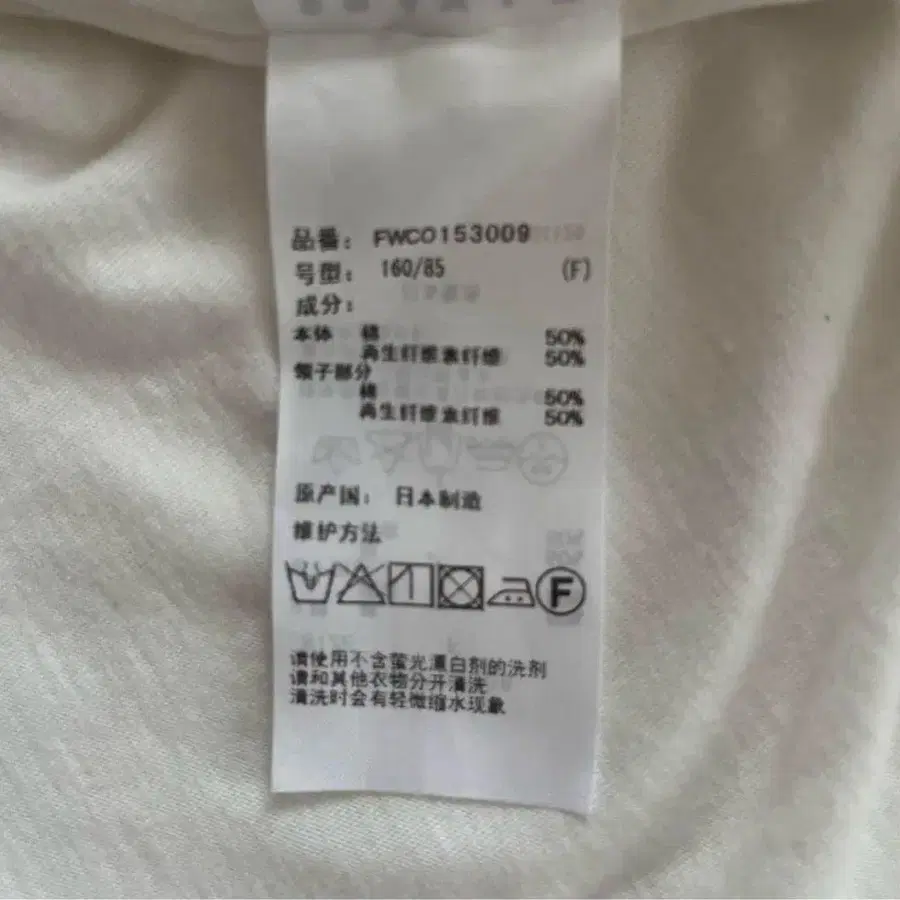 品番： FWCO153009
号型： 160/85 (F)
成分：
本体 棉 50%
再生纤维素纤维 50%
领子部分
棉 50%
再生纤维素纤维 50%
原产国： 日本制造
维护方法
F
请使用不含萤光漂白剂的洗剂
请和其他衣物分开清洗
清洗时会有轻微缩水现象